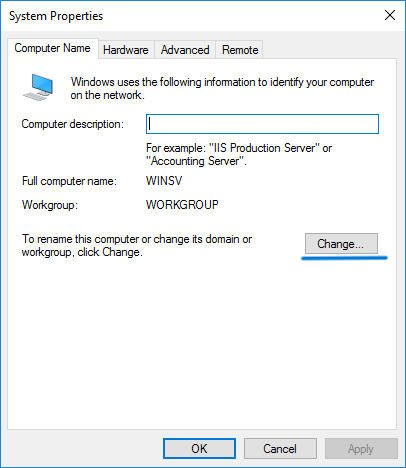 System Properties
Computer Name Hardware Advanced Remote
Windows uses the following information to identify your computer
on the network.
Computer description:
For example: "IIS Production Server" or
"Accounting Server".
Full computer name: WINSV
Workgroup: WORKGROUP
To rename this computer or change its domain or
workgroup, click Change.
Change...
OK Cancel Apply